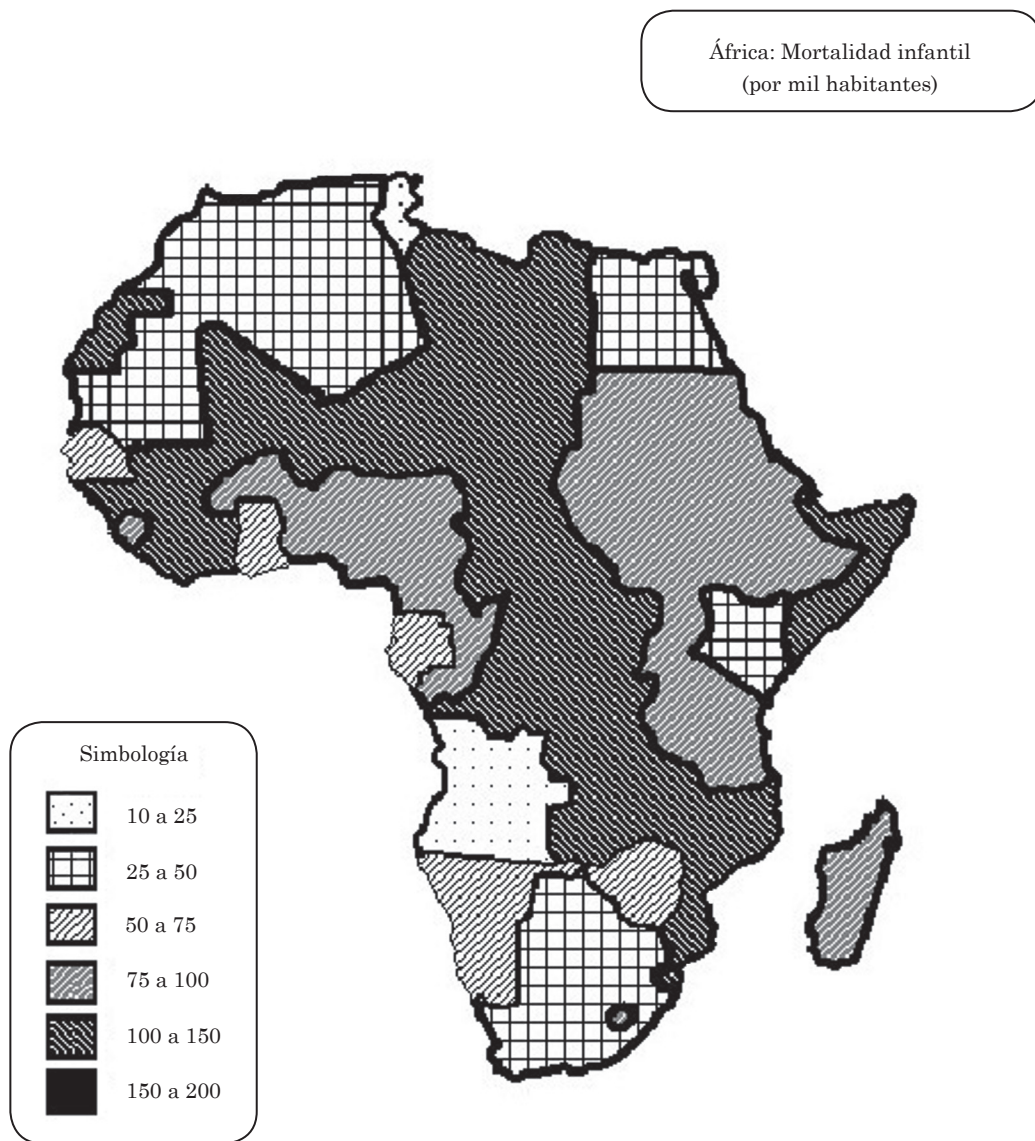 África: Mortalidad infantil
(por mil habitantes)
Simbología
10 a 25
25 a 50
50 a 75
75 a 100
100 a 150
150 a 200